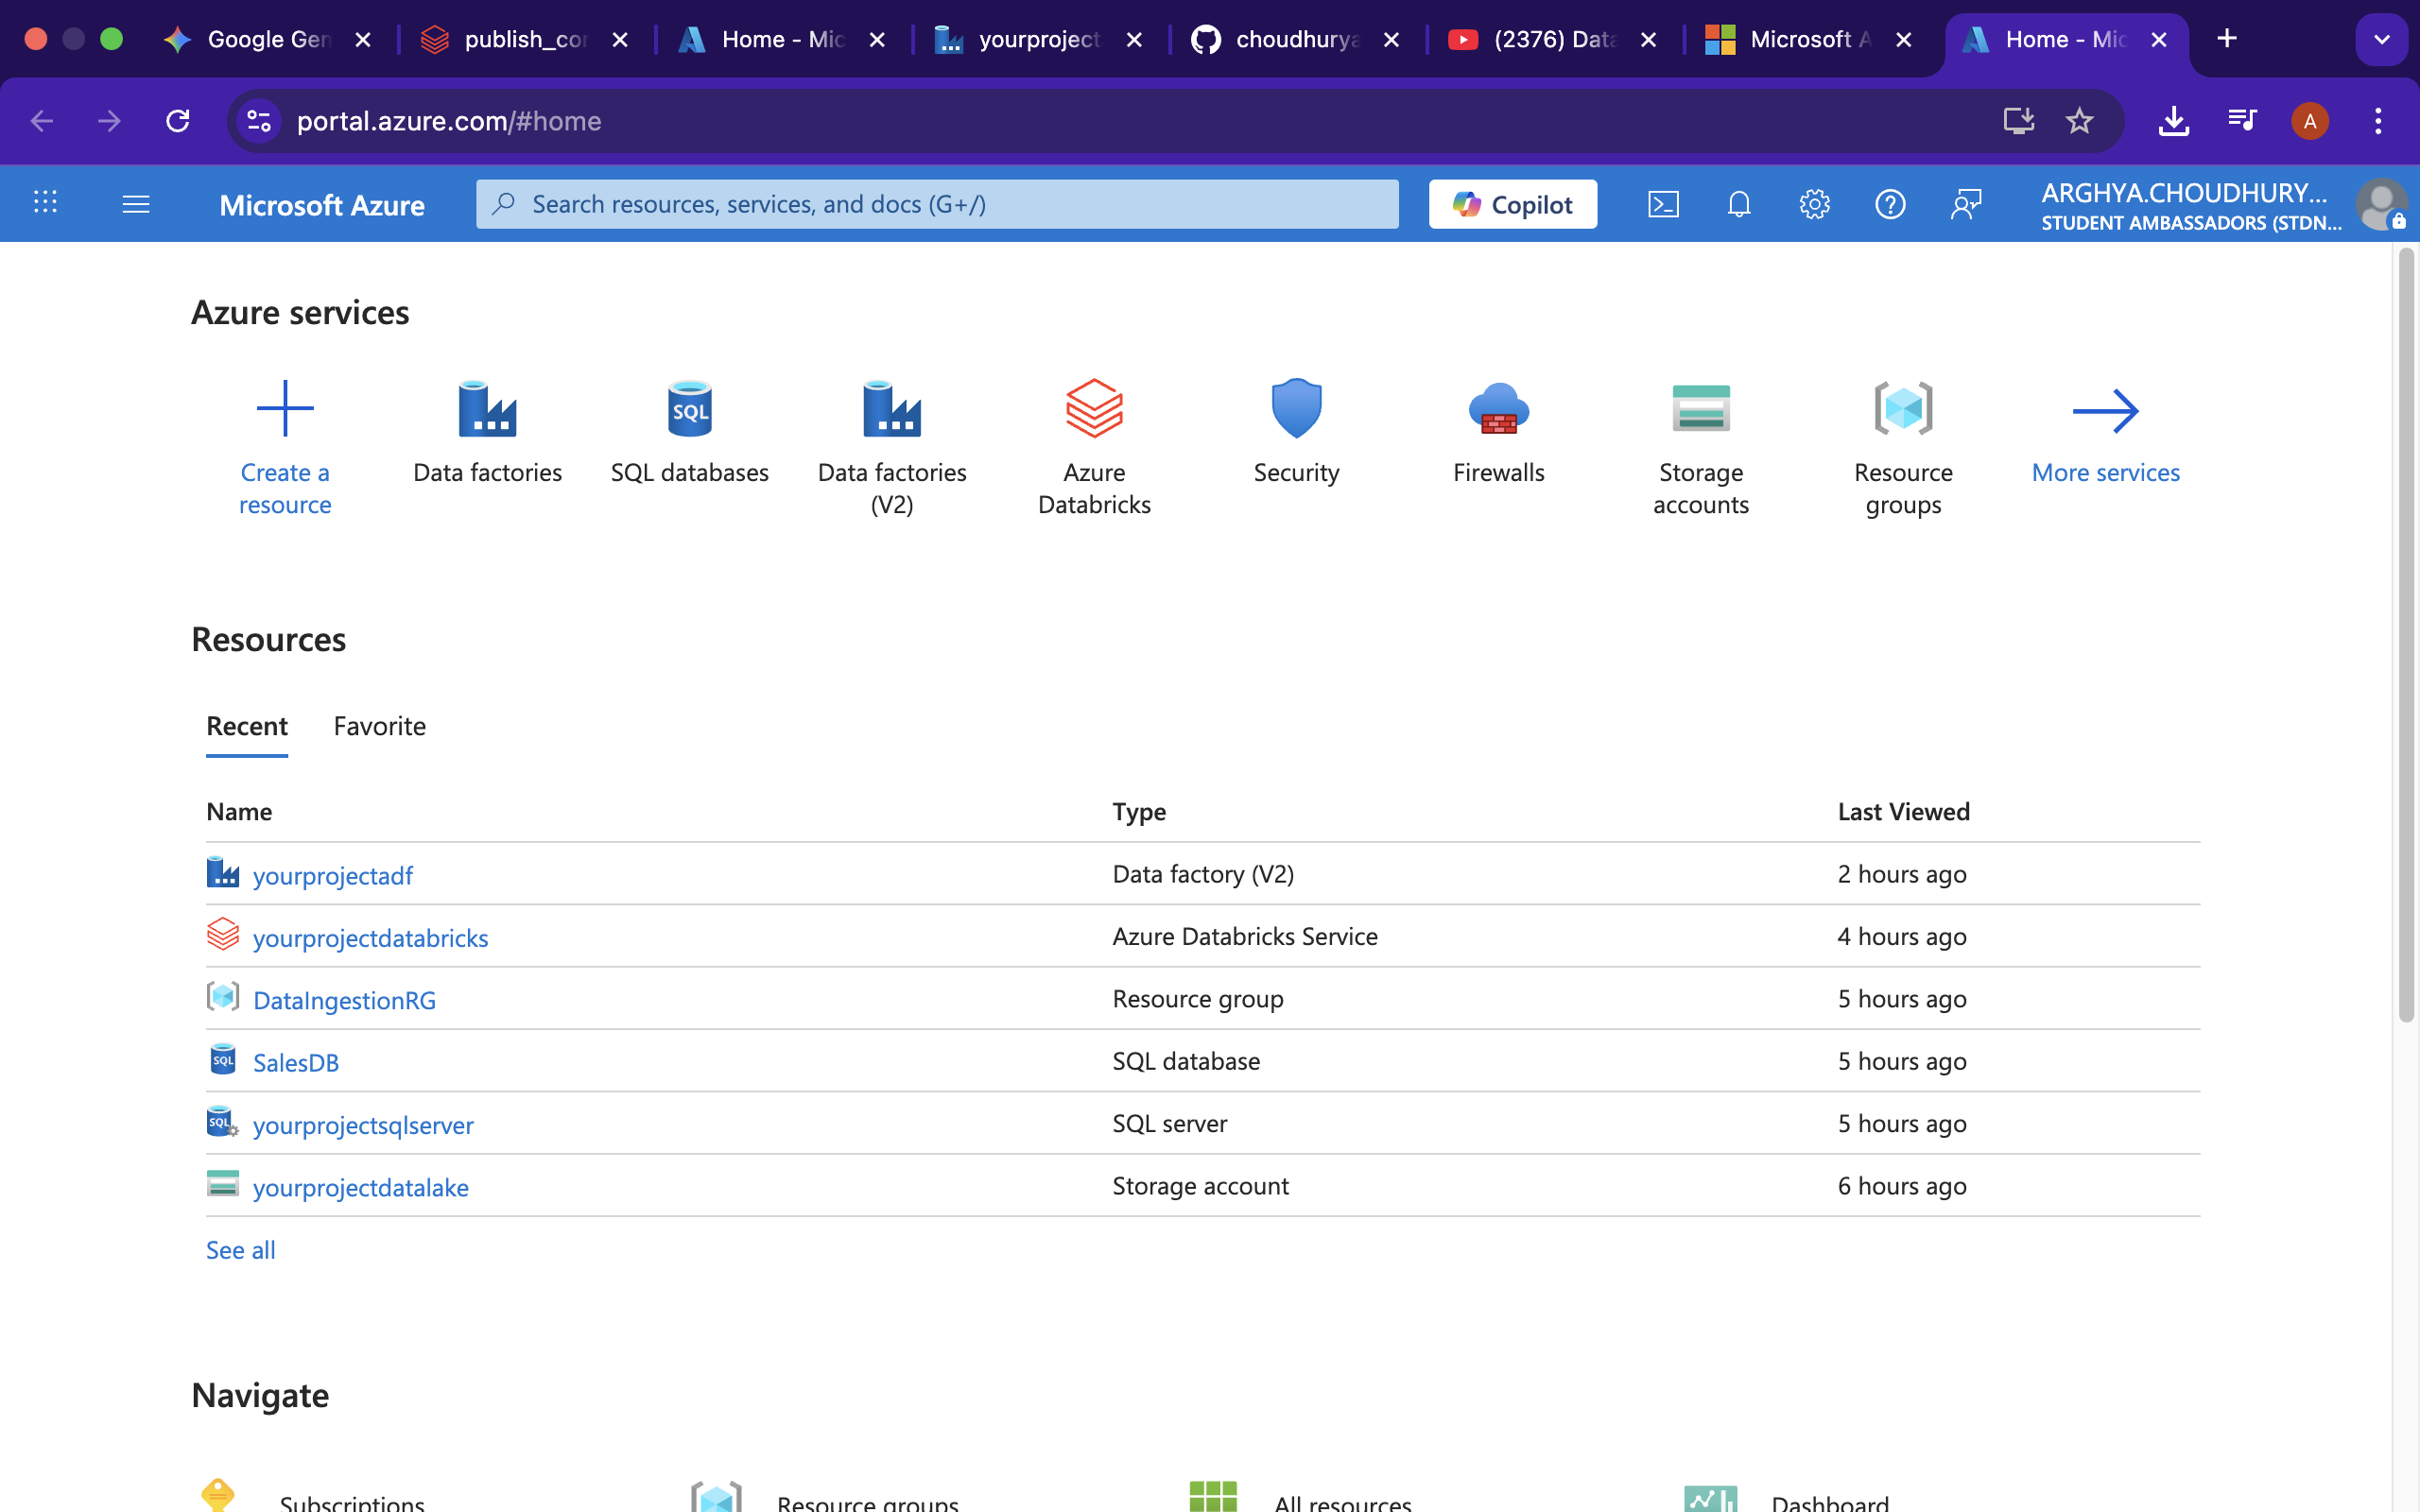 Google Gen
publish_cor
Home - Mic
yourproject
choudhurya
(2376) Data
Microsoft A
Home - Mic
portal.azure.com/#home
A
Microsoft Azure
Search resources, services, and docs (G+/)
Copilot
ARGHYA.CHOUDHURY...
STUDENT AMBASSADORS (STDN...
Azure services
Create a
resource
Data factories
SQL
SQL databases
Data factories
(V2)
Azure
Databricks
Security
Firewalls
Storage
accounts
Resource
groups
More services
Resources
Recent
Favorite
Name Type Last Viewed
yourprojectadf Data factory (V2) 2 hours ago
yourprojectdatabricks Azure Databricks Service 4 hours ago
DataIngestionRG Resource group 5 hours ago
SQL SalesDB SQL database 5 hours ago
SQL yourprojectsqlserver SQL server 5 hours ago
yourprojectdatalake Storage account 6 hours ago
See all
Navigate
Subscriptions Resource groups All resources Dashboard